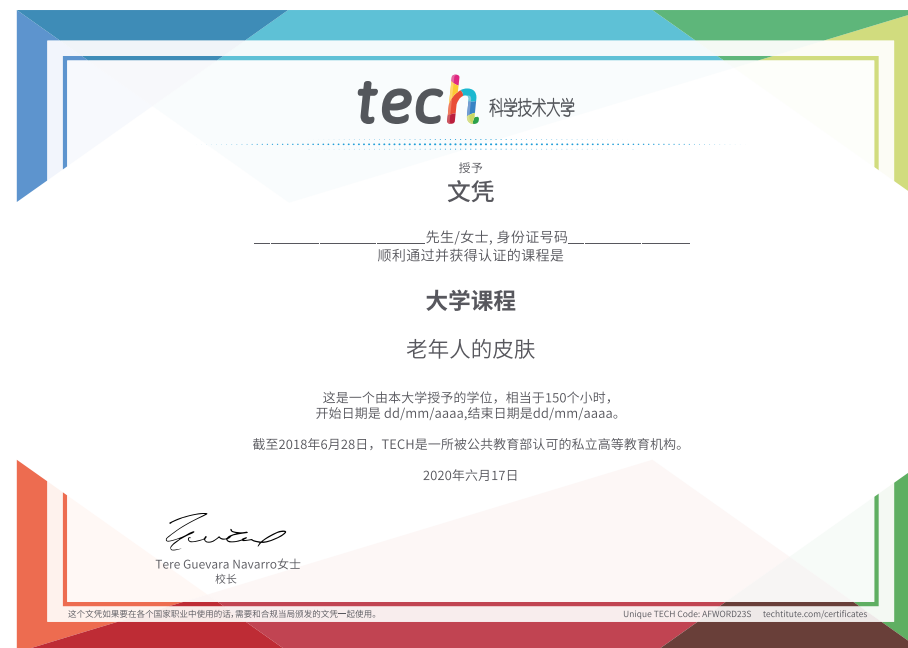 tech 科学技术大学
授予
文凭
____________________先生/女士, 身份证号码______________
顺利通过并获得认证的课程是
大学课程
老年人的皮肤
这是一个由本大学授予的学位，相当于150个小时，
开始日期是 dd/mm/aaaa,结束日期是dd/mm/aaaa。
截至2018年6月28日，TECH是一所被公共教育部认可的私立高等教育机构。
2020年六月17日
Tere Guevara Navarro女士
校长
这个文凭如果要在各个国家职业中使用的话,需要和合规当局颁发的文凭一起使用。
Unique TECH Code: AFWORD23S techtitute.com/certificates